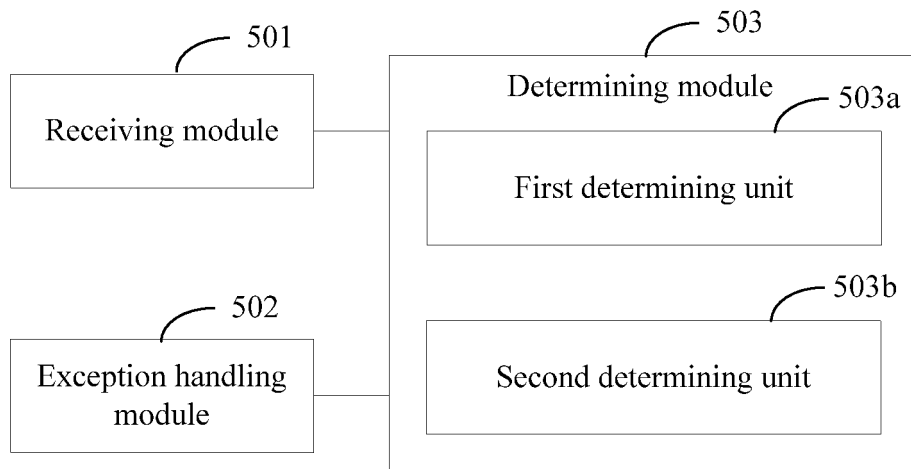 501
Receiving module
503
Determining module
503a
First determining unit
502
Exception handling
module
503b
Second determining unit